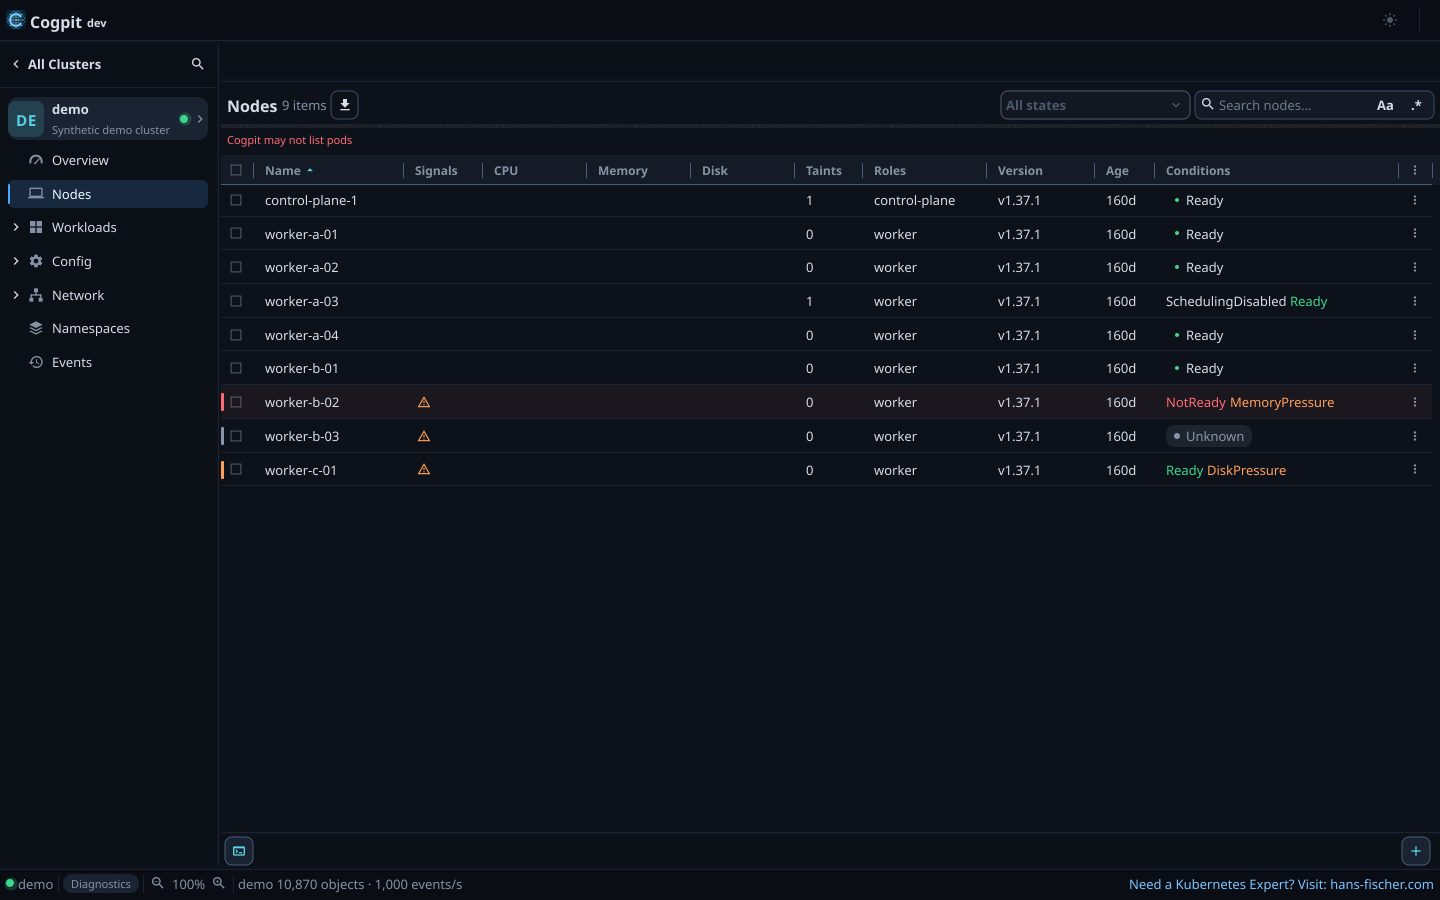 Cogpit dev
All Clusters
DE
demo
Synthetic demo cluster
Overview
Nodes
Workloads
Config
Network
Namespaces
Events
Nodes 9 items
All states
Search nodes...
Aa
.*
Cogpit may not list pods
Name Signals CPU Memory Disk Taints Roles Version Age Conditions
control-plane-1 1 control-plane v1.37.1 160d Ready
worker-a-01 0 worker v1.37.1 160d Ready
worker-a-02 0 worker v1.37.1 160d Ready
worker-a-03 1 worker v1.37.1 160d SchedulingDisabled Ready
worker-a-04 0 worker v1.37.1 160d Ready
worker-b-01 0 worker v1.37.1 160d Ready
worker-b-02 0 worker v1.37.1 160d NotReady MemoryPressure
worker-b-03 0 worker v1.37.1 160d Unknown
worker-c-01 0 worker v1.37.1 160d Ready DiskPressure
demo
Diagnostics
100%
demo 10,870 objects · 1,000 events/s
Need a Kubernetes Expert? Visit: hans-fischer.com